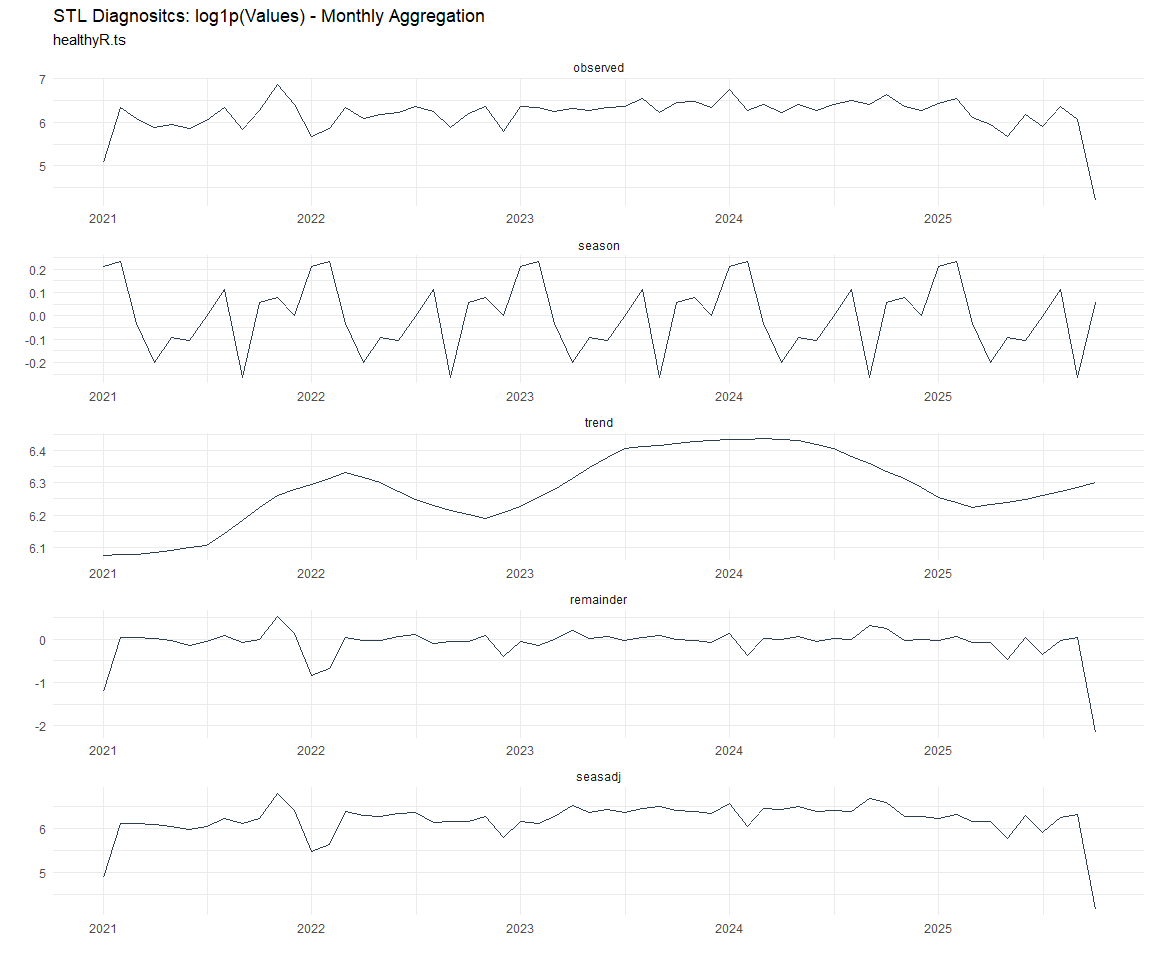 STL Diagnositcs: log1p(Values) - Monthly Aggregation
healthyR.ts
observed
7
6
5
2021 2022 2023 2024 2025
season
0.2
0.1
0.0
-0.1
-0.2
2021 2022 2023 2024 2025
trend
6.4
6.3
6.2
6.1
2021 2022 2023 2024 2025
remainder
0
-1
-2
2021 2022 2023 2024 2025
seasadj
6
5
2021 2022 2023 2024 2025